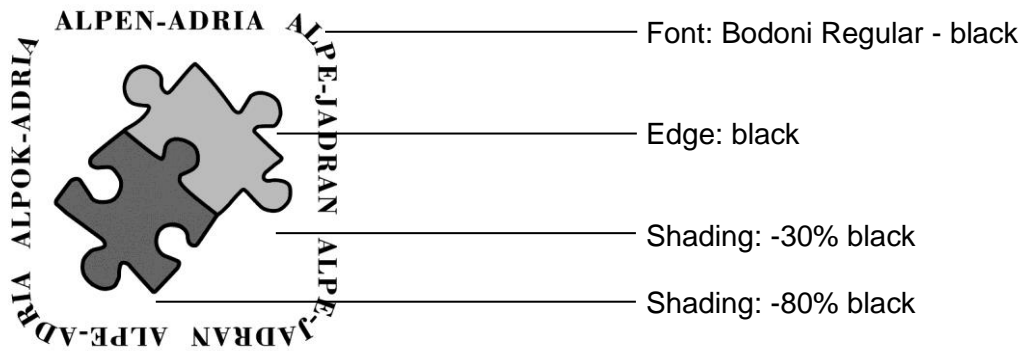 ALPEN-ADRIA
ALPE-JADRAN
ALPE-JADRAN
ALPE-ADRIA
ALPOK-ADRIA
Font: Bodoni Regular - black
Edge: black
Shading: -30% black
Shading: -80% black